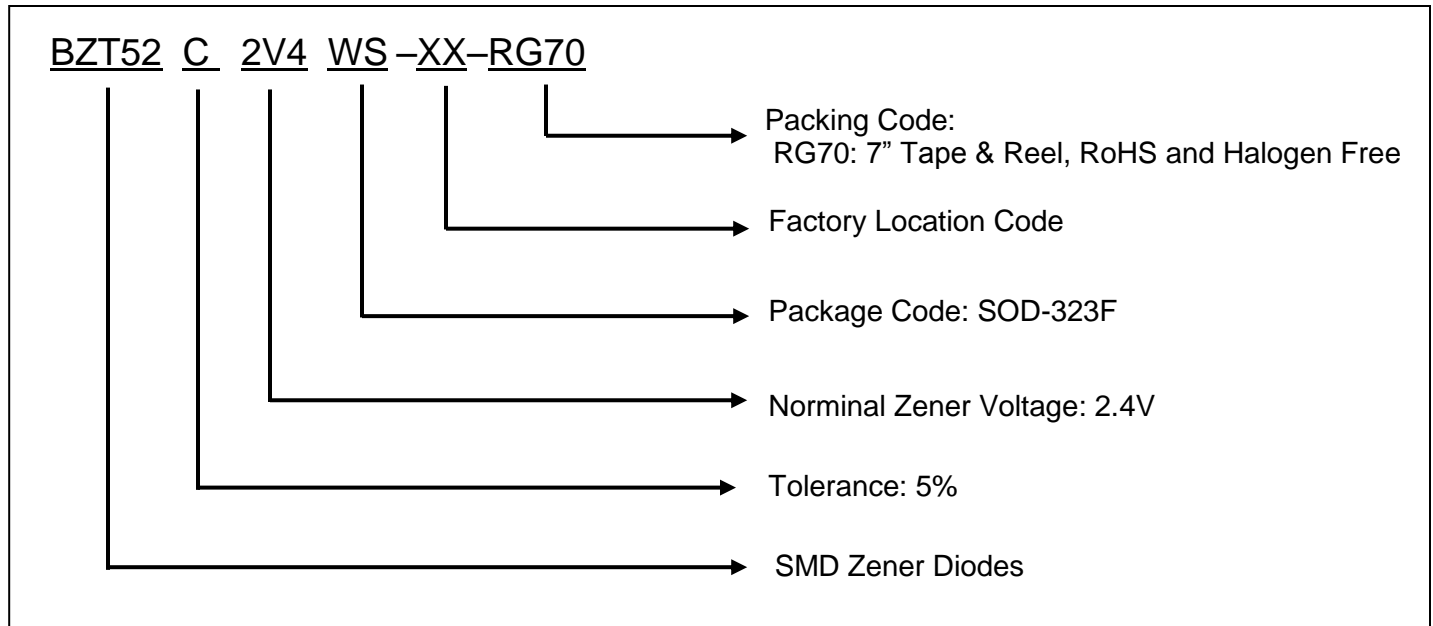 BZT52 C 2V4 WS –XX–RG70
Packing Code:
RG70: 7” Tape & Reel, RoHS and Halogen Free
Factory Location Code
Package Code: SOD-323F
Norminal Zener Voltage: 2.4V
Tolerance: 5%
SMD Zener Diodes